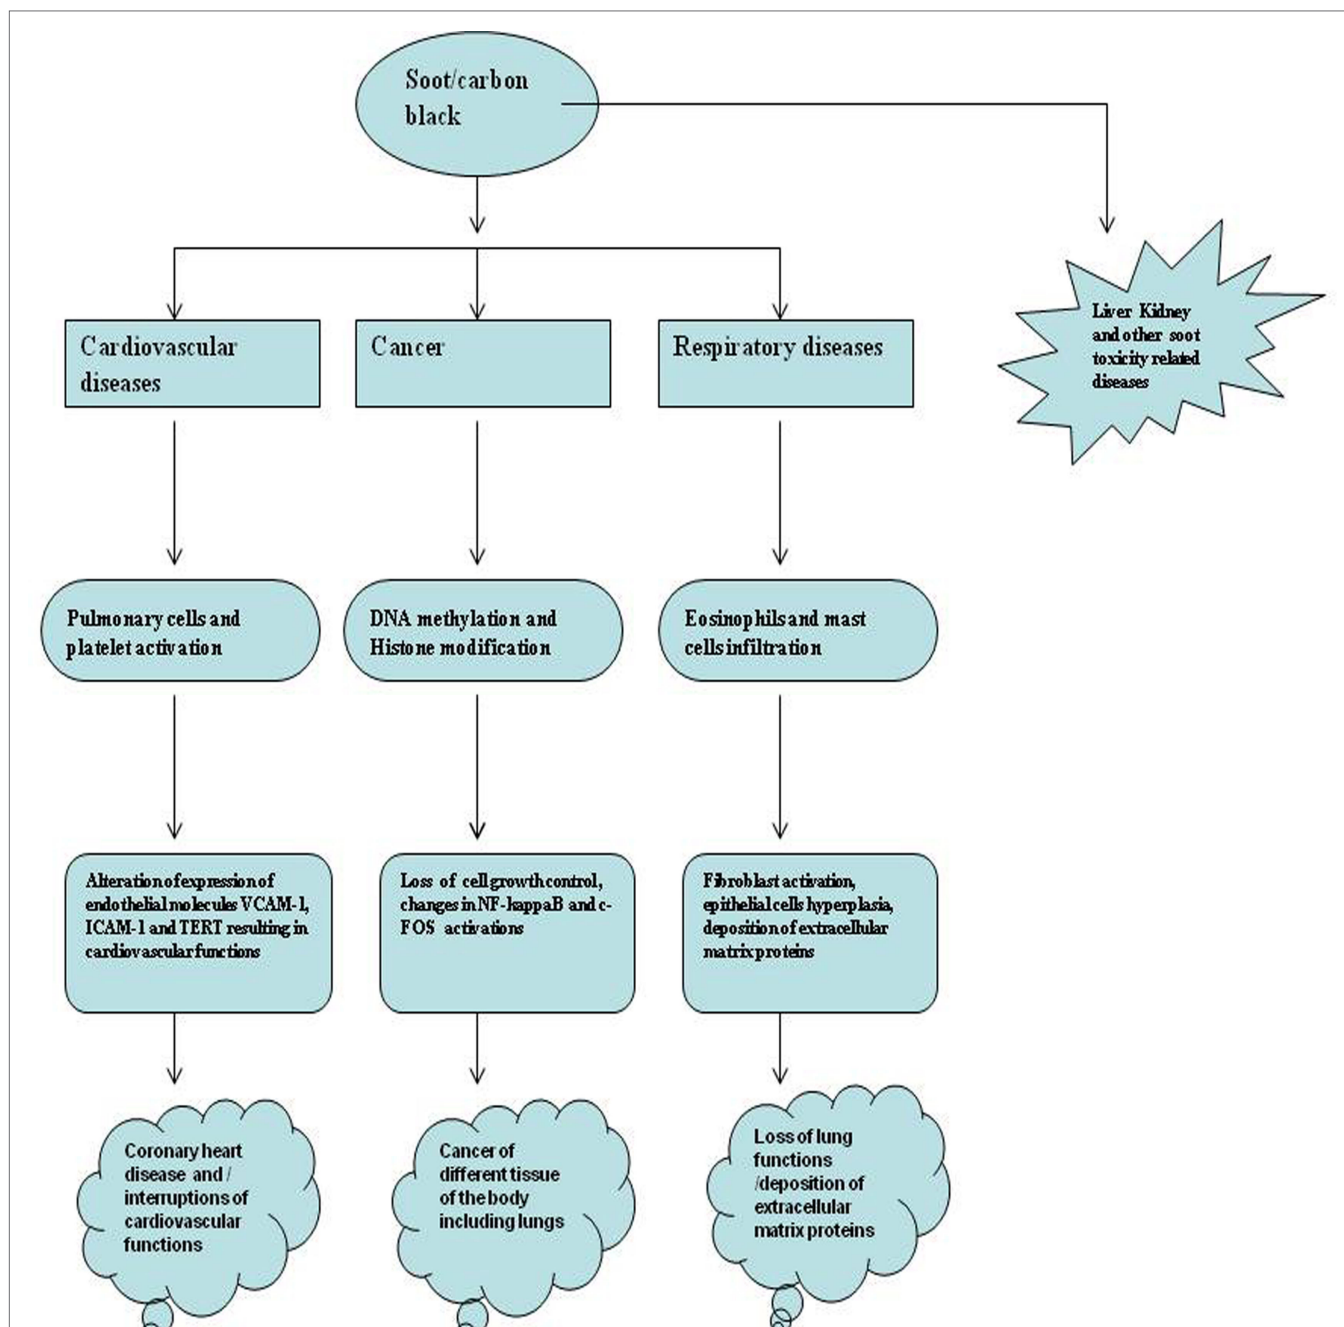 Soot/carbon
black
Cardiovascular
diseases
Cancer
Respiratory diseases
Liver Kidney
and other soot
toxicity related
diseases
Pulmonary cells and
platelet activation
DNA methylation and
Histone modification
Eosinophils and mast
cells infiltration
Alteration of expression of
endothelial molecules VCAM-1,
ICAM-1 and TERT resulting in
cardiovascular functions
Loss of cell growth control,
changes in NF-kappaB and c-
FOS activations
Fibroblast activation,
epithelial cells hyperplasia,
deposition of extracellular
matrix proteins
Coronary heart
disease and /
interruptions of
cardiovascular
functions
Cancer of
different tissue
of the body
including lungs
Loss of lung
functions
/deposition of
extracellular
matrix proteins